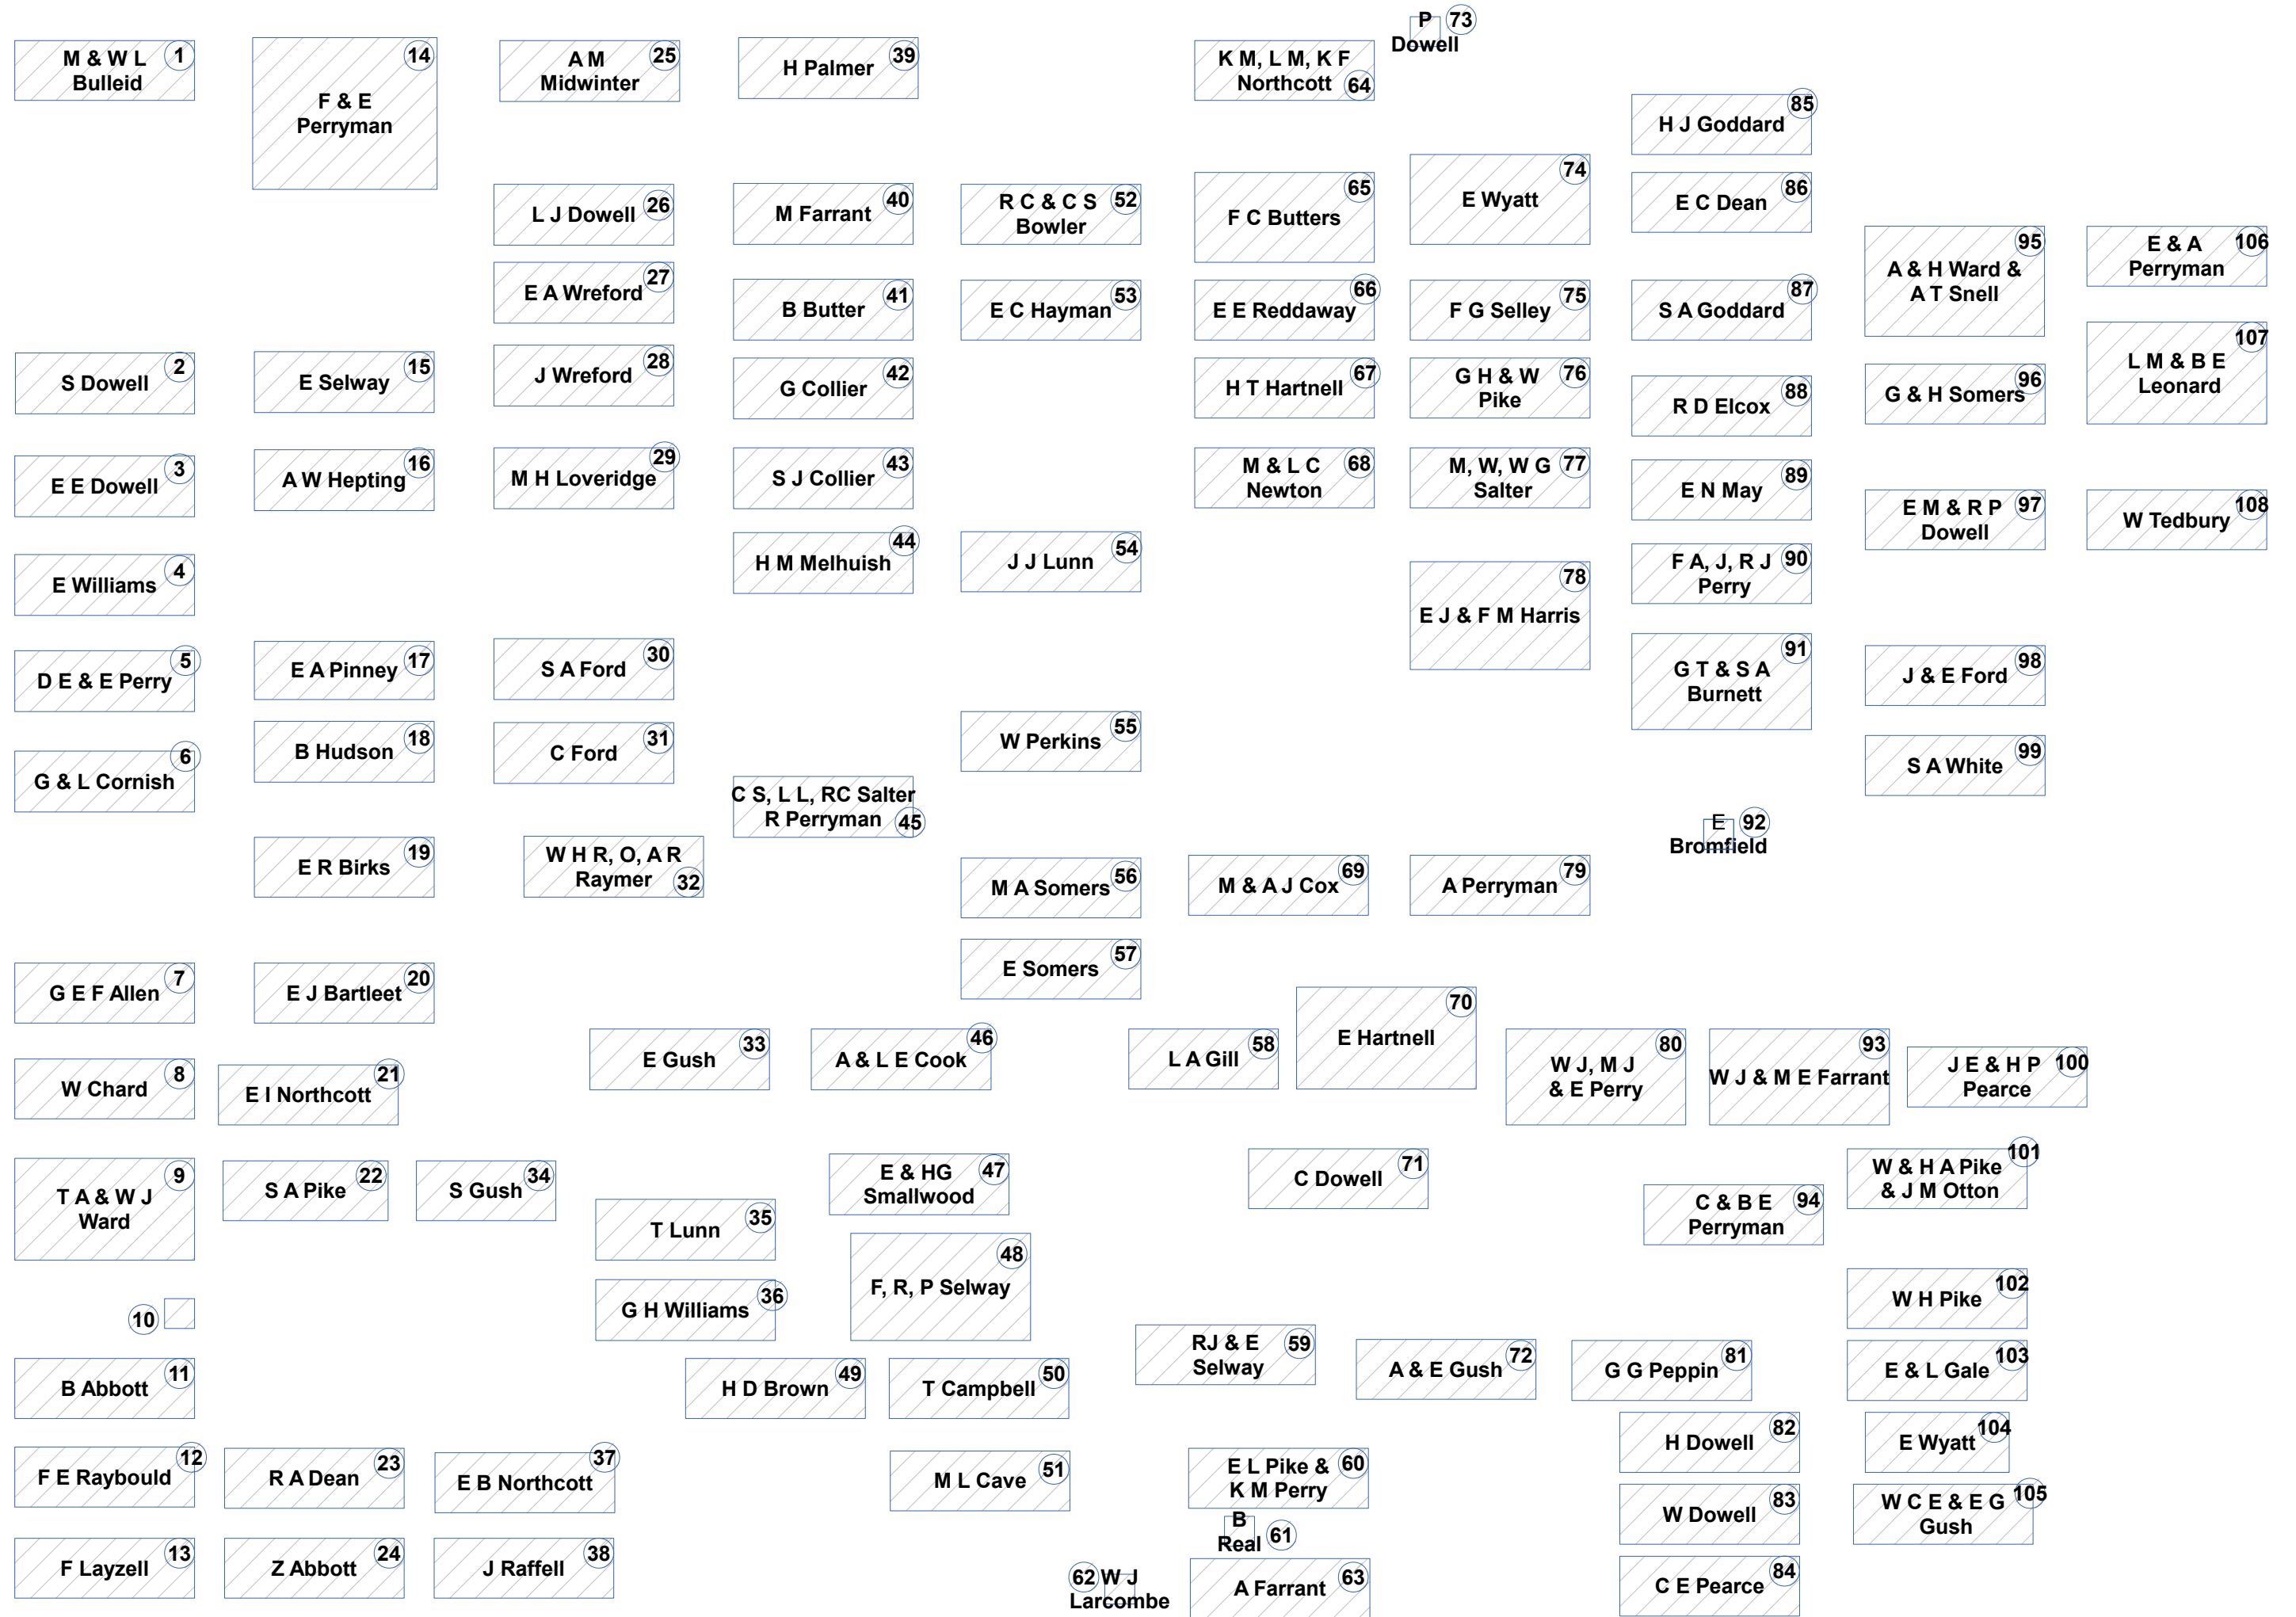 M & W L
Bulleid
1
S Dowell
2
E E Dowell
3
E Williams
4
D E & E Perry
5
G & L Cornish
6
G E F Allen
7
W Chard
8
T A & W J
Ward
9
10
B Abbott
11
F E Raybould
12
F Layzell
13
F & E
Perryman
14
E Selway
15
A W Hepting
16
E A Pinney
17
B Hudson
18
E R Birks
19
E J Bartleet
20
E I Northcott
21
S A Pike
22
R A Dean
23
Z Abbott
24
A M
Midwinter
25
L J Dowell
26
E A Wreford
27
J Wreford
28
M H Loveridge
29
S A Ford
30
C Ford
31
W H R, O, A R
Raymer
32
E Gush
33
S Gush
34
T Lunn
35
G H Williams
36
E B Northcott
37
J Raffell
38
H Palmer
39
M Farrant
40
B Butter
41
G Collier
42
S J Collier
43
H M Melhuish
44
C S, L L, RC Salter
R Perryman
45
A & L E Cook
46
E & HG
Smallwood
47
F, R, P Selway
48
H D Brown
49
T Campbell
50
M L Cave
51
R C & C S
Bowler
52
E C Hayman
53
J J Lunn
54
W Perkins
55
M A Somers
56
E Somers
57
L A Gill
58
RJ & E
Selway
59
E L Pike &
K M Perry
60
B
Real
61
62
W J
Larcombe
A Farrant
63
K M, L M, K F
Northcott
64
F C Butters
65
E E Reddaway
66
H T Hartnell
67
M & L C
Newton
68
M & A J Cox
69
E Hartnell
70
C Dowell
71
A & E Gush
72
P
Dowell
73
E Wyatt
74
F G Selley
75
G H & W
Pike
76
M, W, W G
Salter
77
E J & F M Harris
78
A Perryman
79
W J, M J
& E Perry
80
G G Peppin
81
H Dowell
82
W Dowell
83
C E Pearce
84
H J Goddard
85
E C Dean
86
S A Goddard
87
R D Elcox
88
E N May
89
F A, J, R J
Perry
90
G T & S A
Burnett
91
E
Bromfield
92
W J & M E Farrant
93
C & B E
Perryman
94
A & H Ward &
A T Snell
95
G & H Somers
96
E M & R P
Dowell
97
J & E Ford
98
S A White
99
J E & H P
Pearce
100
W & H A Pike
& J M Otton
101
W H Pike
102
E & L Gale
103
E Wyatt
104
W C E & E G
Gush
105
E & A
Perryman
106
L M & B E
Leonard
107
W Tedbury
108